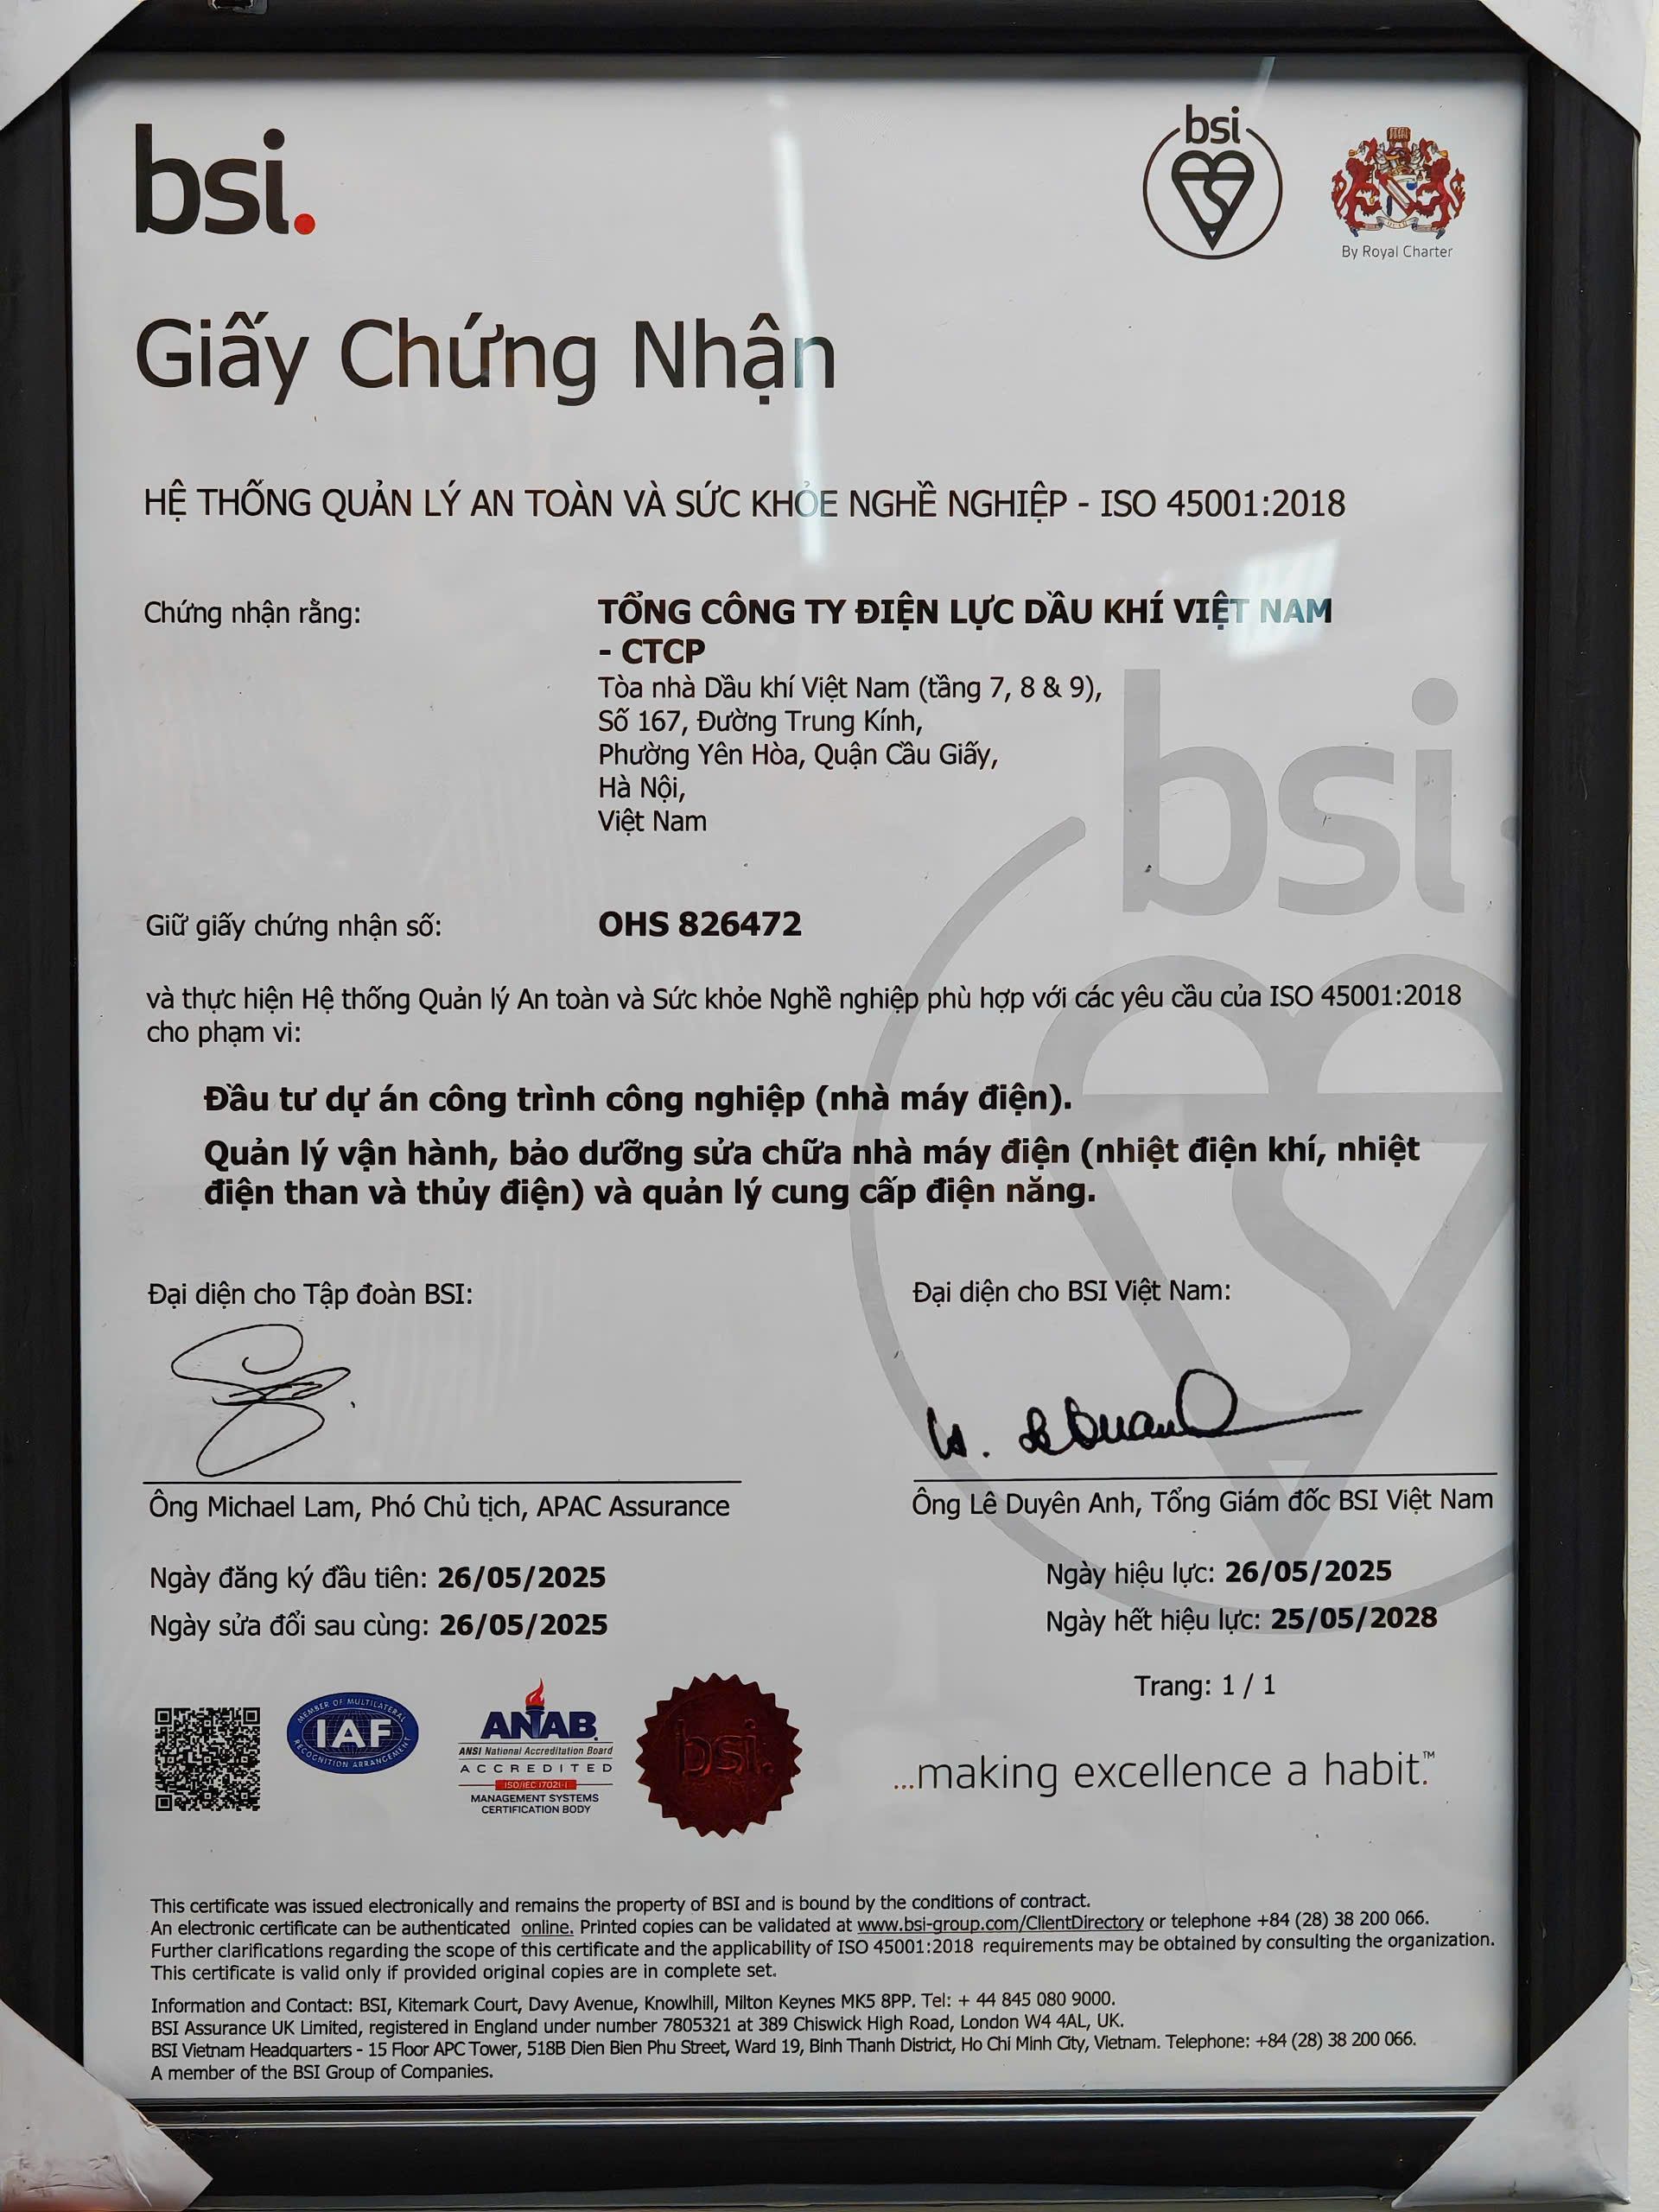 bsi.
bsi
By Royal Charter
Giấy Chứng Nhận
HỆ THỐNG QUẢN LÝ AN TOÀN VÀ SỨC KHỎE NGHỀ NGHIỆP - ISO 45001:2018
Chứng nhận rằng:
TỔNG CÔNG TY ĐIỆN LỰC DẦU KHÍ VIỆT NAM
- CTCP
Tòa nhà Dầu khí Việt Nam (tầng 7, 8 & 9),
Số 167, Đường Trung Kính,
Phường Yên Hòa, Quận Cầu Giấy,
Hà Nội,
Việt Nam
bsi
Giữ giấy chứng nhận số:
OHS 826472
và thực hiện Hệ thống Quản lý An toàn và Sức khỏe Nghề nghiệp phù hợp với các yêu cầu của ISO 45001:2018
cho phạm vi:
Đầu tư dự án công trình công nghiệp (nhà máy điện).
Quản lý vận hành, bảo dưỡng sửa chữa nhà máy điện (nhiệt điện khí, nhiệt
điện than và thủy điện) và quản lý cung cấp điện năng.
Đại diện cho Tập đoàn BSI:
Đại diện cho BSI Việt Nam:
Ông Michael Lam, Phó Chủ tịch, APAC Assurance
Ông Lê Duyên Anh, Tổng Giám đốc BSI Việt Nam
Ngày đăng ký đầu tiên: 26/05/2025
Ngày hiệu lực: 26/05/2025
Ngày sửa đổi sau cùng: 26/05/2025
Ngày hết hiệu lực: 25/05/2028
Trang: 1 / 1
MEMBER OF MULTILATERAL
IAF
RECOGNITION ARRANGEMENT
ANAB
ANSI National Accreditation Board
ACCREDITED
ISO/IEC 17021-1
MANAGEMENT SYSTEMS
CERTIFICATION BODY
bsi.
...making excellence a habit.™
This certificate was issued electronically and remains the property of BSI and is bound by the conditions of contract.
An electronic certificate can be authenticated online. Printed copies can be validated at www.bsi-group.com/ClientDirectory or telephone +84 (28) 38 200 066.
Further clarifications regarding the scope of this certificate and the applicability of ISO 45001:2018 requirements may be obtained by consulting the organization.
This certificate is valid only if provided original copies are in complete set.
Information and Contact: BSI, Kitemark Court, Davy Avenue, Knowlhill, Milton Keynes MK5 8PP. Tel: + 44 845 080 9000.
BSI Assurance UK Limited, registered in England under number 7805321 at 389 Chiswick High Road, London W4 4AL, UK.
BSI Vietnam Headquarters - 15 Floor APC Tower, 518B Dien Bien Phu Street, Ward 19, Binh Thanh District, Ho Chi Minh City, Vietnam. Telephone: +84 (28) 38 200 066.
A member of the BSI Group of Companies.